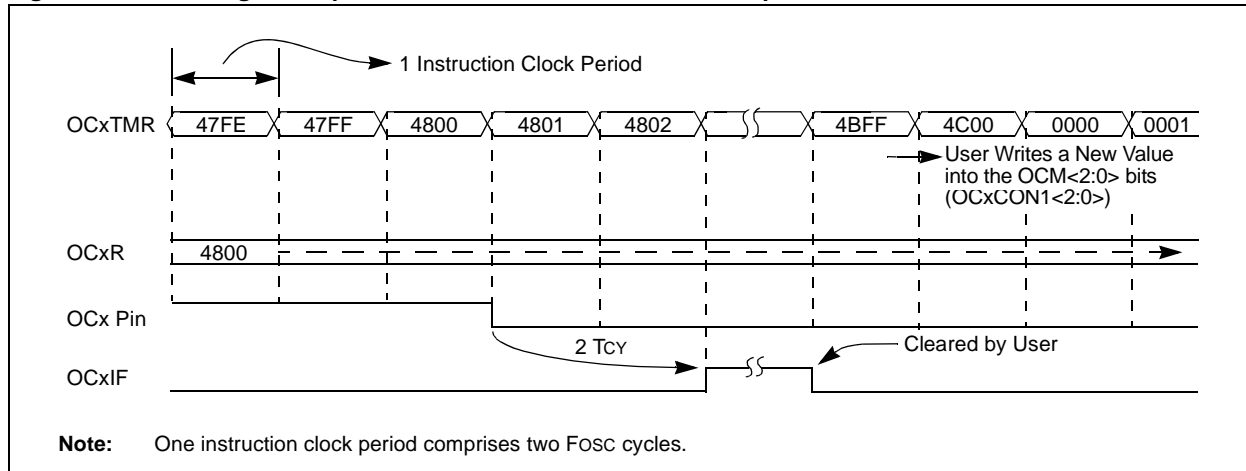 1 Instruction Clock Period
OCxTMR 47FE 47FF 4800 4801 4802 4BFF 4C00 0000 0001
User Writes a New Value
into the OCM<2:0> bits
(OCxCON1<2:0>)
OCxR 4800
OCx Pin
2 TCY
Cleared by User
OCxIF
Note: One instruction clock period comprises two FOSC cycles.